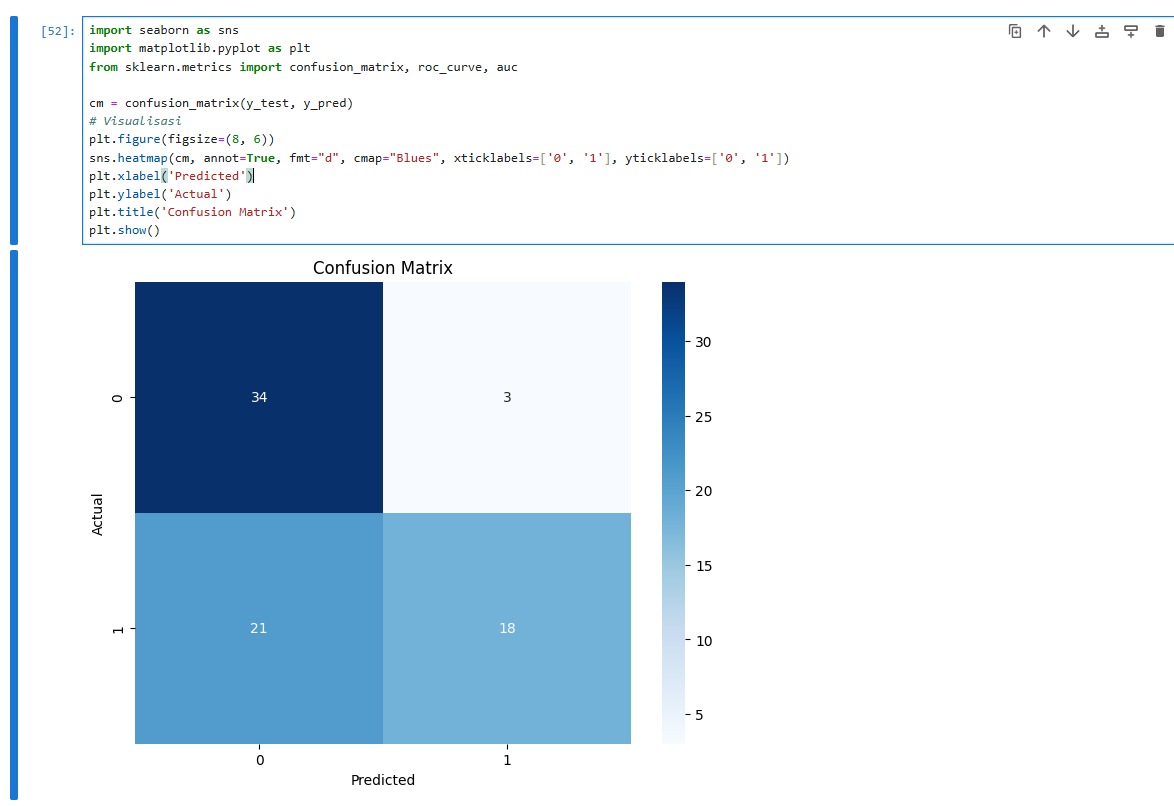 [52]:
import seaborn as sns
import matplotlib.pyplot as plt
from sklearn.metrics import confusion_matrix, roc_curve, auc
cm = confusion_matrix(y_test, y_pred)
# Visualisasi
plt.figure(figsize=(8, 6))
sns.heatmap(cm, annot=True, fmt="d", cmap="Blues", xticklabels=['0', '1'], yticklabels=['0', '1'])
plt.xlabel('Predicted')
plt.ylabel('Actual')
plt.title('Confusion Matrix')
plt.show()
Confusion Matrix
Actual
0
1
34
3
21
18
0
1
Predicted
30
25
20
15
10
5